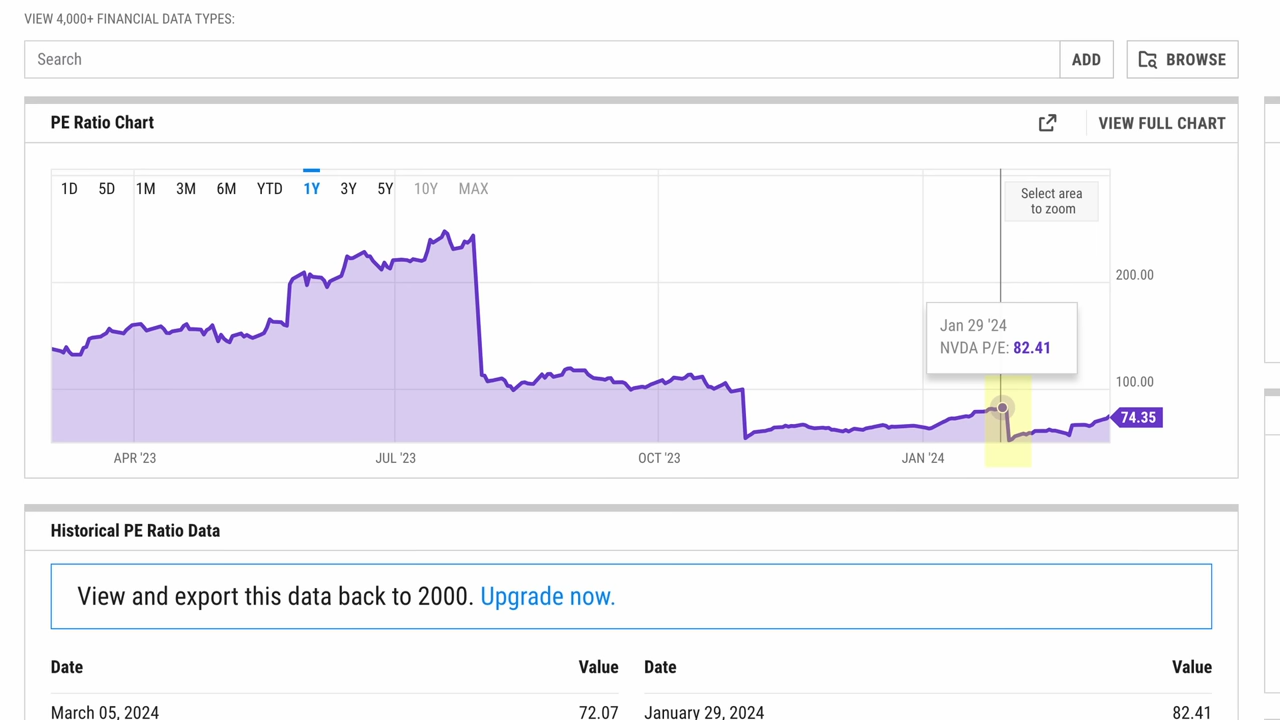 VIEW 4,000+ FINANCIAL DATA TYPES:
Search
ADD
BROWSE
PE Ratio Chart
VIEW FULL CHART
1D 5D 1M 3M 6M YTD 1Y 3Y 5Y 10Y MAX
Select area
to zoom
200.00
Jan 29 '24
NVDA P/E: 82.41
100.00
74.35
APR '23 JUL '23 OCT '23 JAN '24
Historical PE Ratio Data
View and export this data back to 2000. Upgrade now.
Date Value Date Value
March 05, 2024 72.07 January 29, 2024 82.41